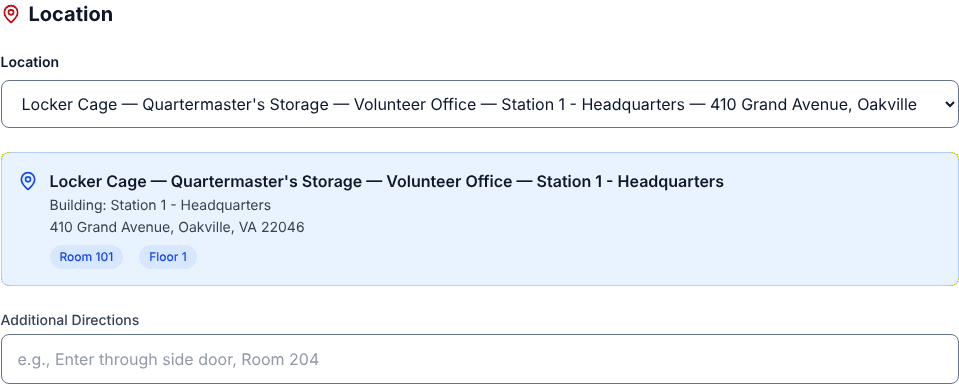 Location
Location
Locker Cage — Quartermaster's Storage — Volunteer Office — Station 1 - Headquarters — 410 Grand Avenue, Oakville
Locker Cage — Quartermaster's Storage — Volunteer Office — Station 1 - Headquarters
Building: Station 1 - Headquarters
410 Grand Avenue, Oakville, VA 22046
Room 101 Floor 1
Additional Directions
e.g., Enter through side door, Room 204